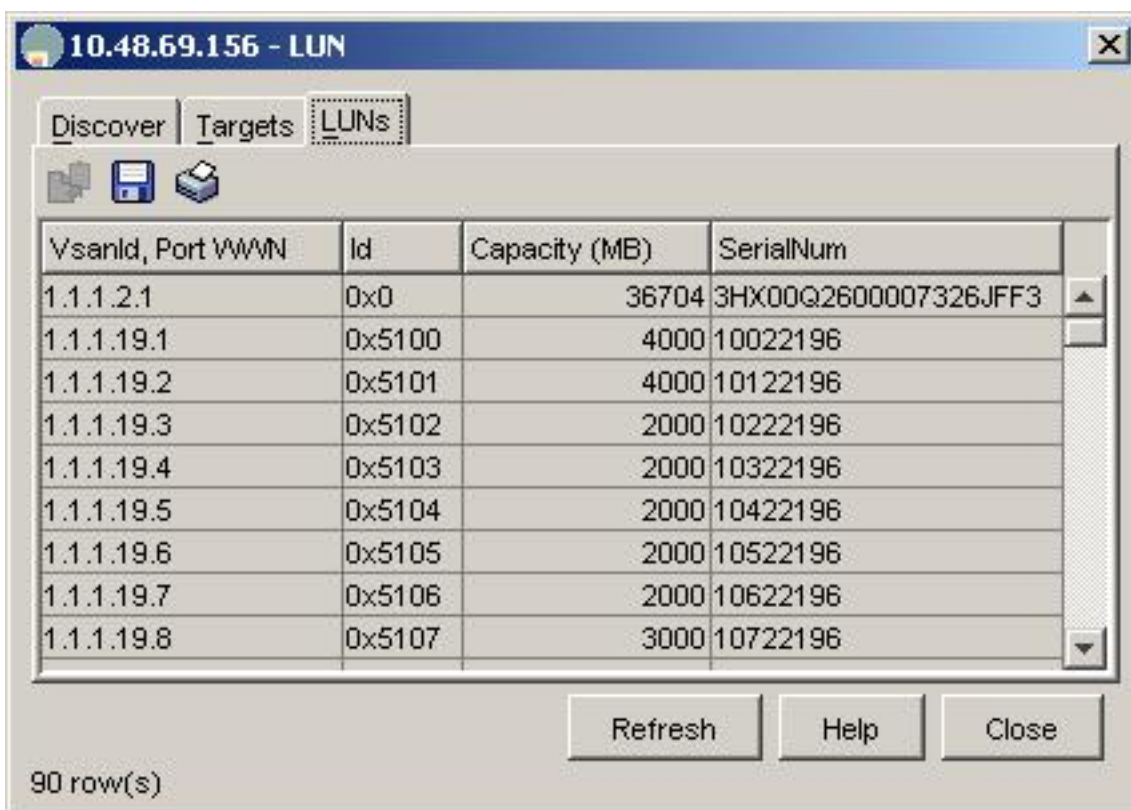 10.48.69.156 - LUN
Discover Targets LUNs
VsanId, Port WWN Id Capacity (MB) SerialNum
1.1.1.2.1 0x0 36704 3HX00Q2600007326JFF3
1.1.1.19.1 0x5100 4000 10022196
1.1.1.19.2 0x5101 4000 10122196
1.1.1.19.3 0x5102 2000 10222196
1.1.1.19.4 0x5103 2000 10322196
1.1.1.19.5 0x5104 2000 10422196
1.1.1.19.6 0x5105 2000 10522196
1.1.1.19.7 0x5106 2000 10622196
1.1.1.19.8 0x5107 3000 10722196
Refresh Help Close
90 row(s)